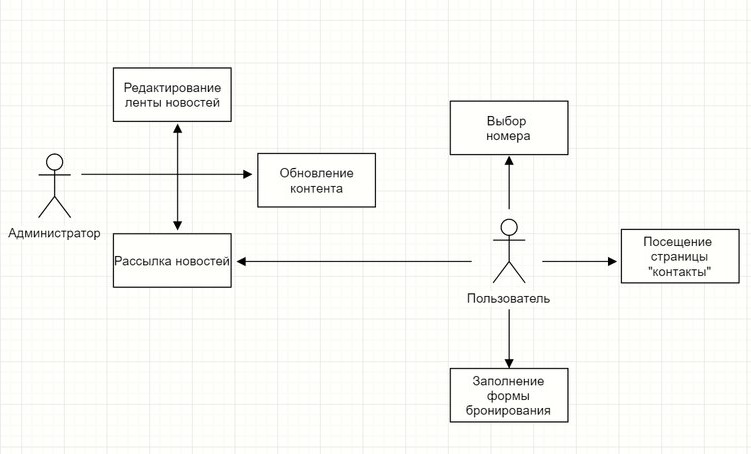 Редактирование
ленты новостей
Выбор
номера
Обновление
контента
Администратор
Рассылка новостей
Посещение
страницы
"контакты"
Пользователь
Заполнение
формы
бронирования